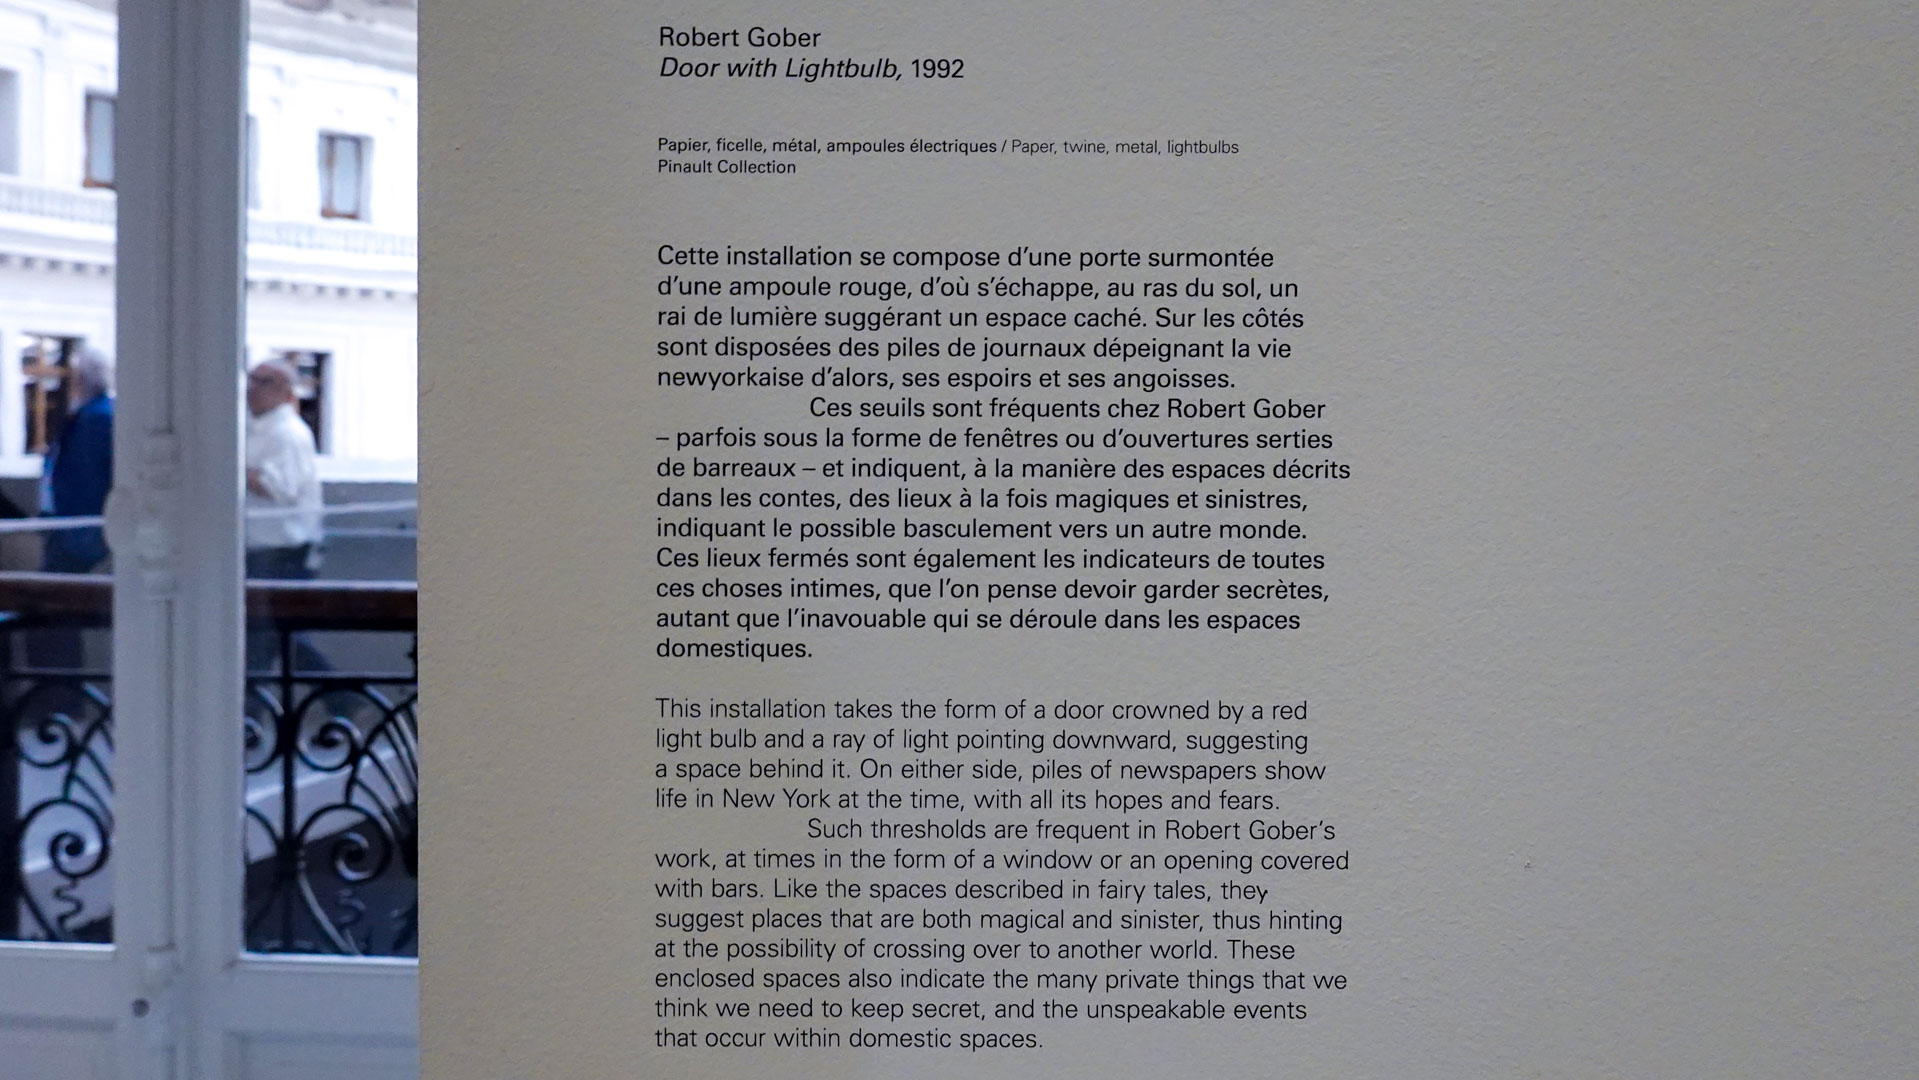 Robert Gober
Door with Lightbulb, 1992
Papier, ficelle, métal, ampoules électriques / Paper, twine, metal, lightbulbs
Pinault Collection
Cette installation se compose d’une porte surmontée
d’une ampoule rouge, d’où s’échappe, au ras du sol, un
rai de lumière suggérant un espace caché. Sur les côtés
sont disposées des piles de journaux dépeignant la vie
newyorkaise d’alors, ses espoirs et ses angoisses.
Ces seuils sont fréquents chez Robert Gober
– parfois sous la forme de fenêtres ou d’ouvertures serties
de barreaux – et indiquent, à la manière des espaces décrits
dans les contes, des lieux à la fois magiques et sinistres,
indiquant le possible basculement vers un autre monde.
Ces lieux fermés sont également les indicateurs de toutes
ces choses intimes, que l’on pense devoir garder secrètes,
autant que l’inavouable qui se déroule dans les espaces
domestiques.
This installation takes the form of a door crowned by a red
light bulb and a ray of light pointing downward, suggesting
a space behind it. On either side, piles of newspapers show
life in New York at the time, with all its hopes and fears.
Such thresholds are frequent in Robert Gober’s
work, at times in the form of a window or an opening covered
with bars. Like the spaces described in fairy tales, they
suggest places that are both magical and sinister, thus hinting
at the possibility of crossing over to another world. These
enclosed spaces also indicate the many private things that we
think we need to keep secret, and the unspeakable events
that occur within domestic spaces.